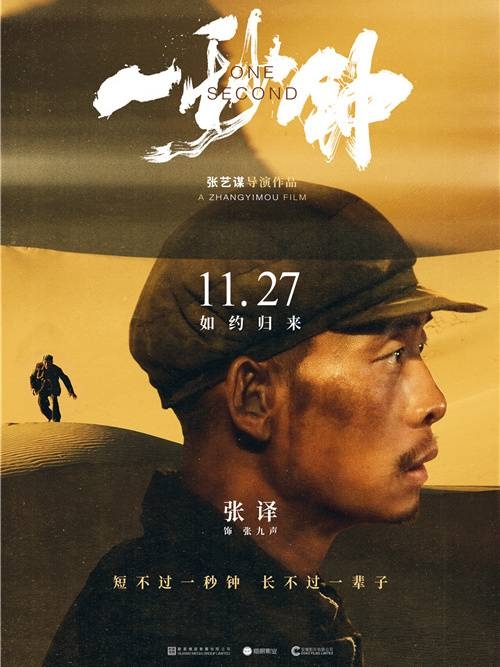 一秒钟
ONE
SECOND
张艺谋导演作品
A ZHANGYIMOU FILM
11.27
如约归来
张译
饰 张九声
短不过一秒钟 长不过一辈子